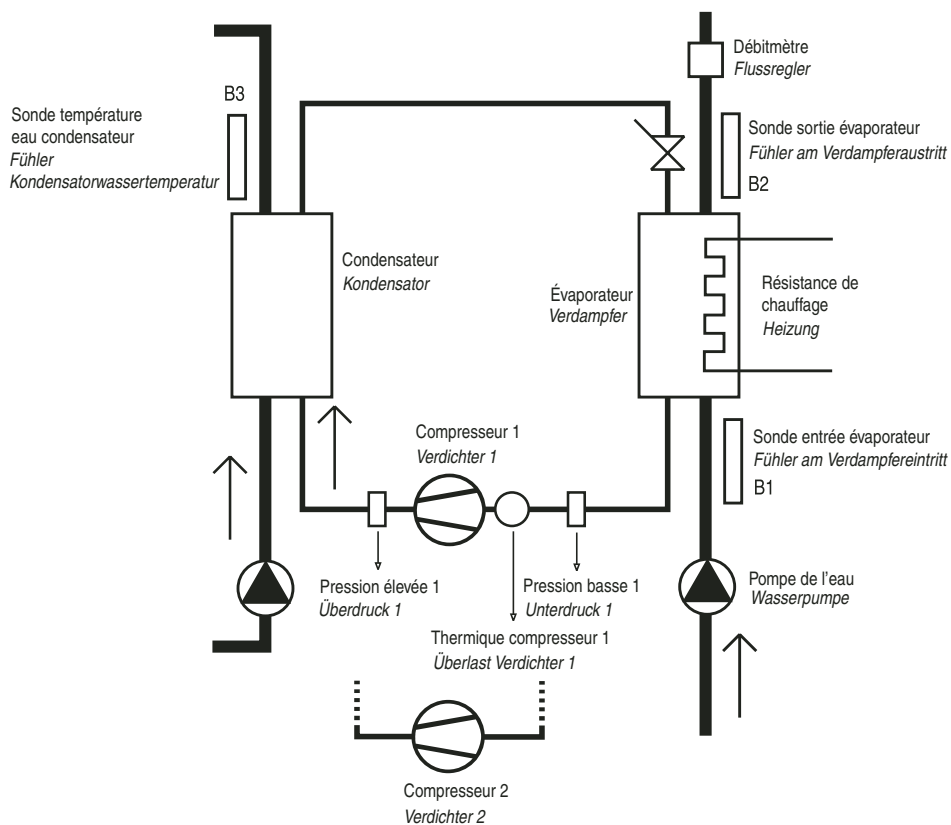 Débitmètre
Flussregler
B3
Sonde température
eau condensateur
Fühler
Kondensatorwassertemperatur
Sonde sortie évaporateur
Fühler am Verdampferaustritt
B2
Condensateur
Kondensator
Évaporateur
Verdampfer
Résistance de
chauffage
Heizung
Compresseur 1
Verdichter 1
Sonde entrée évaporateur
Fühler am Verdampfereintritt
B1
Pression élevée 1
Überdruck 1
Pression basse 1
Unterdruck 1
Pompe de l'eau
Wasserpumpe
Thermique compresseur 1
Überlast Verdichter 1
Compresseur 2
Verdichter 2